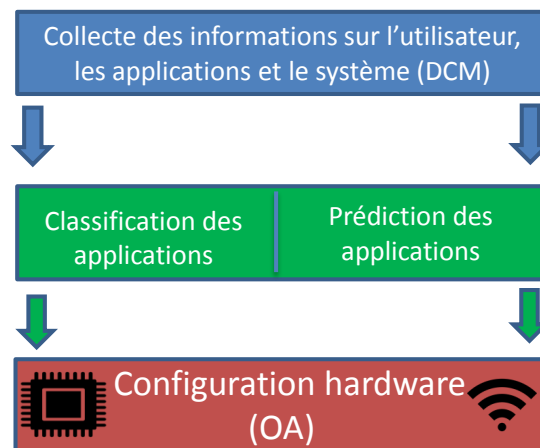 Collecte des informations sur l’utilisateur,
les applications et le système (DCM)
Classification des
applications
Prédiction des
applications
Configuration hardware
(OA)